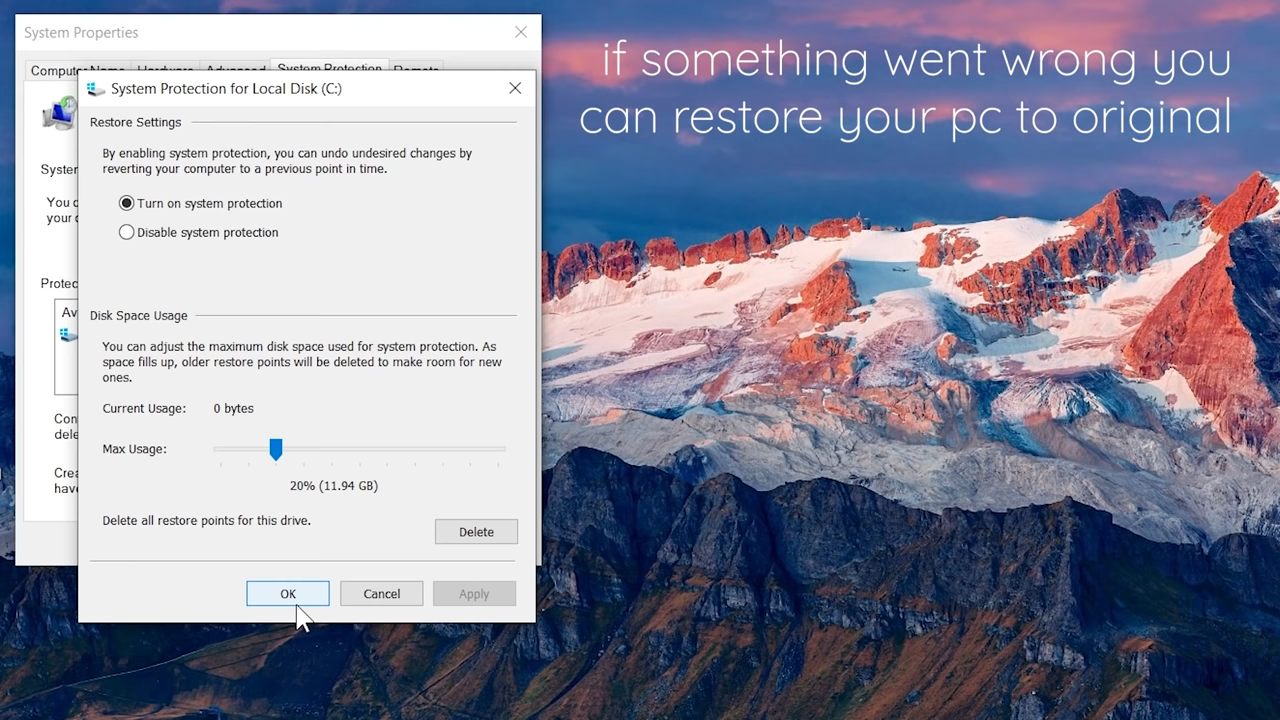 System Properties
if something went wrong you
can restore your pc to original
System Protection for Local Disk (C:)
Restore Settings
By enabling system protection, you can undo undesired changes by
reverting your computer to a previous point in time.
Turn on system protection
Disable system protection
Disk Space Usage
You can adjust the maximum disk space used for system protection. As
space fills up, older restore points will be deleted to make room for new
ones.
Current Usage: 0 bytes
Max Usage:
20% (11.94 GB)
Delete all restore points for this drive.
Delete
OK Cancel Apply